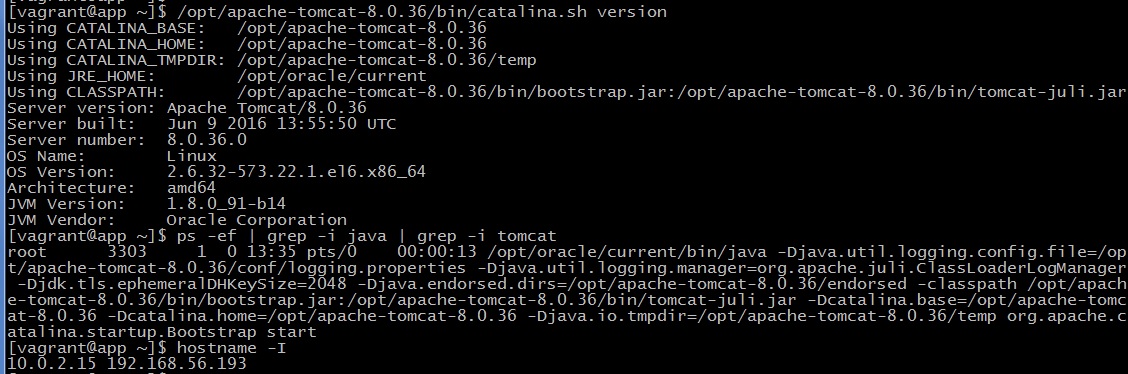 [vagrant@app ~]$ /opt/apache-tomcat-8.0.36/bin/catalina.sh version
Using CATALINA_BASE:   /opt/apache-tomcat-8.0.36
Using CATALINA_HOME:   /opt/apache-tomcat-8.0.36
Using CATALINA_TMPDIR: /opt/apache-tomcat-8.0.36/temp
Using JRE_HOME:        /opt/oracle/current
Using CLASSPATH:       /opt/apache-tomcat-8.0.36/bin/bootstrap.jar:/opt/apache-tomcat-8.0.36/bin/tomcat-juli.jar
Server version: Apache Tomcat/8.0.36
Server built:   Jun 9 2016 13:55:50 UTC
Server number:  8.0.36.0
OS Name:        Linux
OS Version:     2.6.32-573.22.1.el6.x86_64
Architecture:   amd64
JVM Version:    1.8.0_91-b14
JVM Vendor:     Oracle Corporation
[vagrant@app ~]$ ps -ef | grep -i java | grep -i tomcat
root      3303     1  0 13:35 pts/0    00:00:13 /opt/oracle/current/bin/java -Djava.util.logging.config.file=/op
t/apache-tomcat-8.0.36/conf/logging.properties -Djava.util.logging.manager=org.apache.juli.ClassLoaderLogManager
 -Djdk.tls.ephemeralDHKeySize=2048 -Djava.endorsed.dirs=/opt/apache-tomcat-8.0.36/endorsed -classpath /opt/apach
e-tomcat-8.0.36/bin/bootstrap.jar:/opt/apache-tomcat-8.0.36/bin/tomcat-juli.jar -Dcatalina.base=/opt/apache-tomc
at-8.0.36 -Dcatalina.home=/opt/apache-tomcat-8.0.36 -Djava.io.tmpdir=/opt/apache-tomcat-8.0.36/temp org.apache.c
atalina.startup.Bootstrap start
[vagrant@app ~]$ hostname -I
10.0.2.15 192.168.56.193